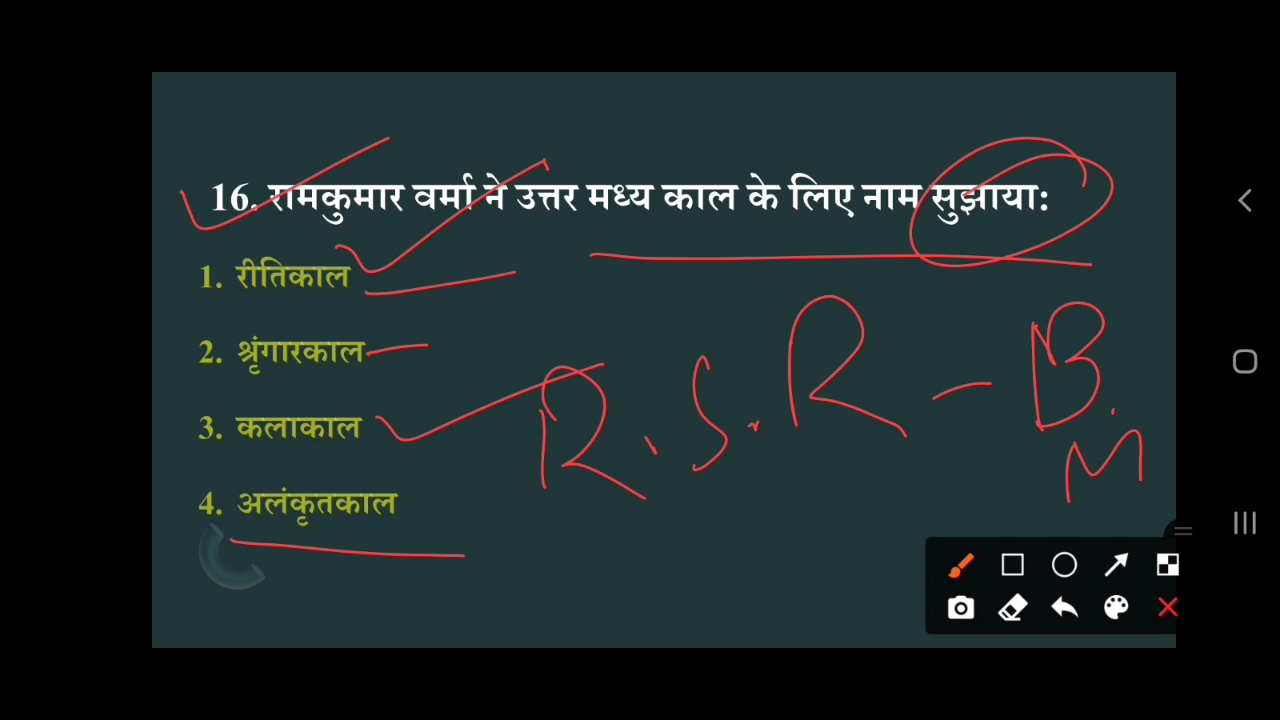 16. रामकुमार वर्मा ने उत्तर मध्य काल के लिए नाम सुझाया:
1. रीतिकाल
2. श्रृंगारकाल
3. कलाकाल
4. अलंकृतकाल
R.S.R - B.
M